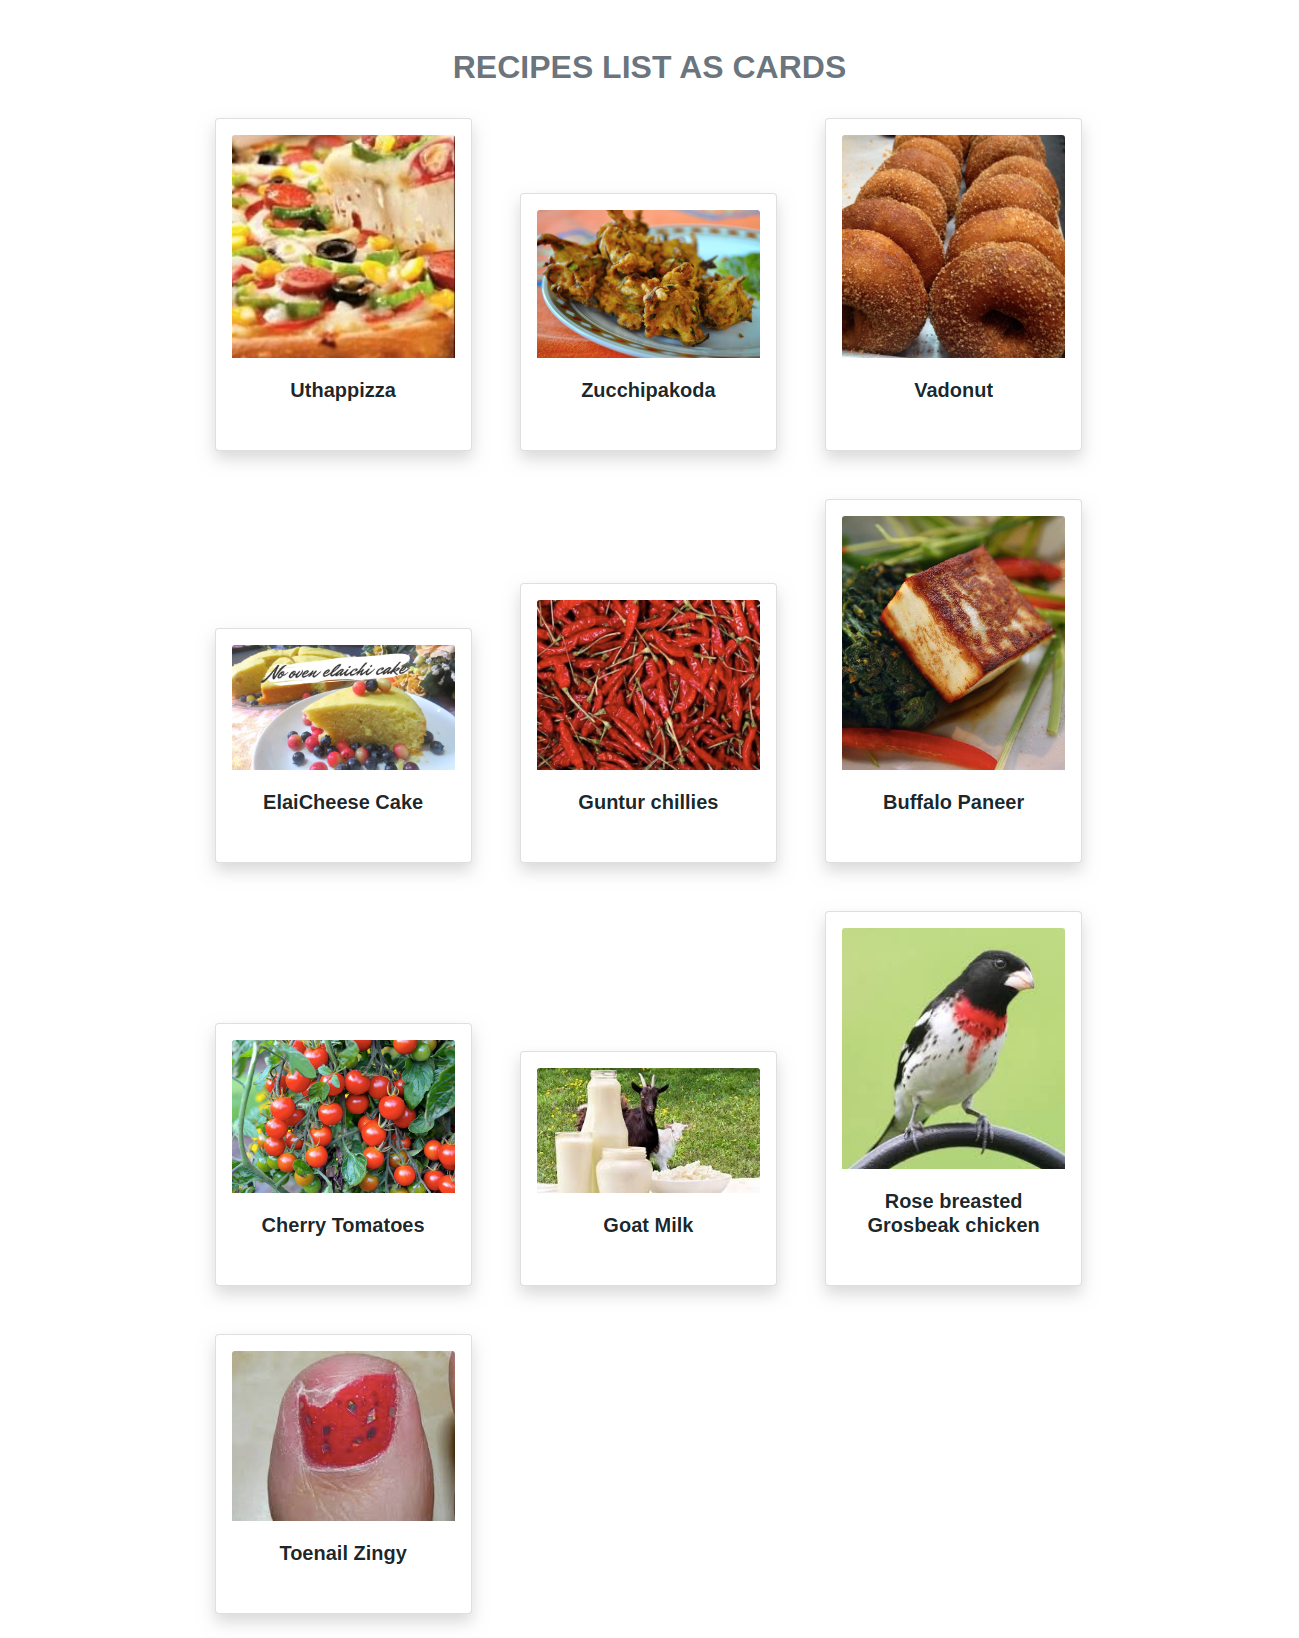 RECIPES LIST AS CARDS
Uthappizza
Zucchipakoda
Vadonut
No oven elaichi cake
ElaiCheese Cake
Guntur chillies
Buffalo Paneer
Cherry Tomatoes
Goat Milk
Rose breasted
Grosbeak chicken
Toenail Zingy